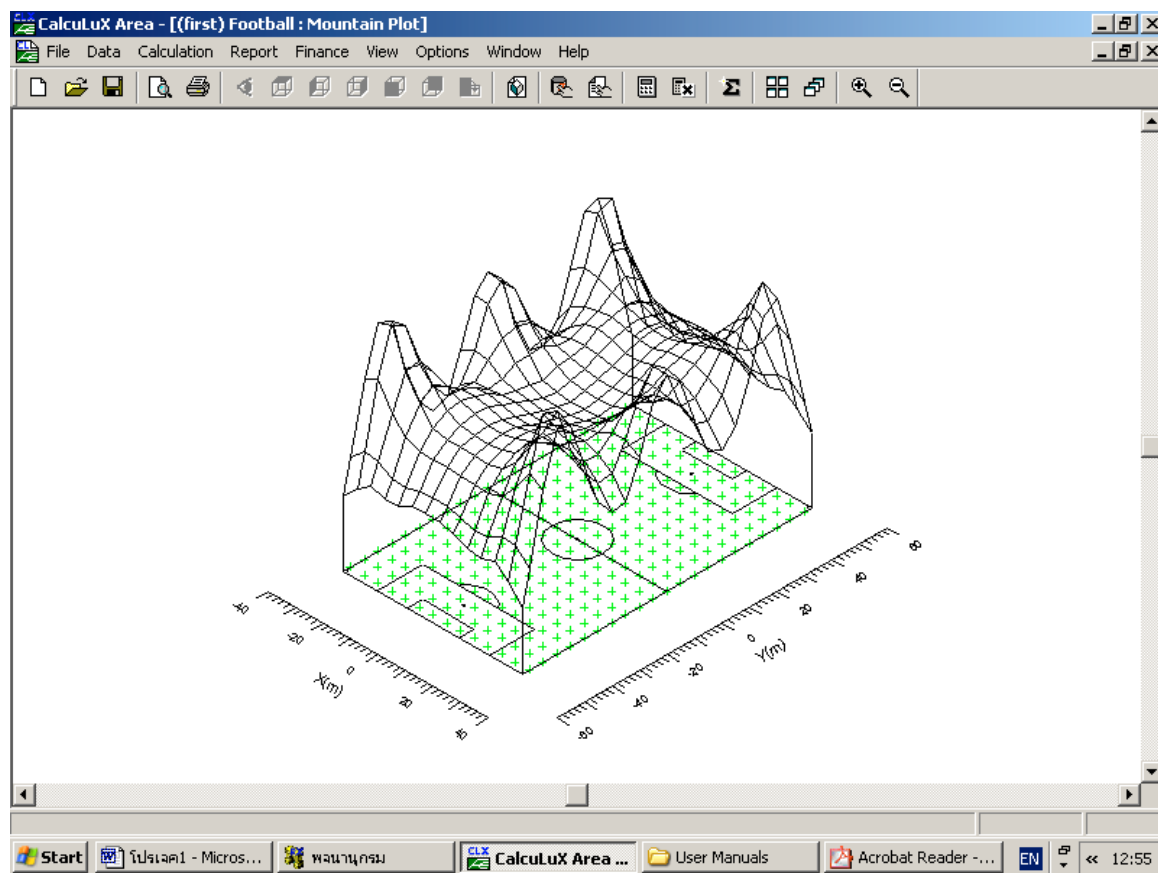 CalcuLuX Area - [(first) Football : Mountain Plot]
File Data Calculation Report Finance View Options Window Help
-40
-20
0
20
40
X(m)
-60
-40
-20
0
20
40
60
Y(m)
Start
โปรเจค1 - Micros...
พจนานุกรม
CLX CalcuLuX Area ...
User Manuals
Acrobat Reader -...
EN
« 12:55